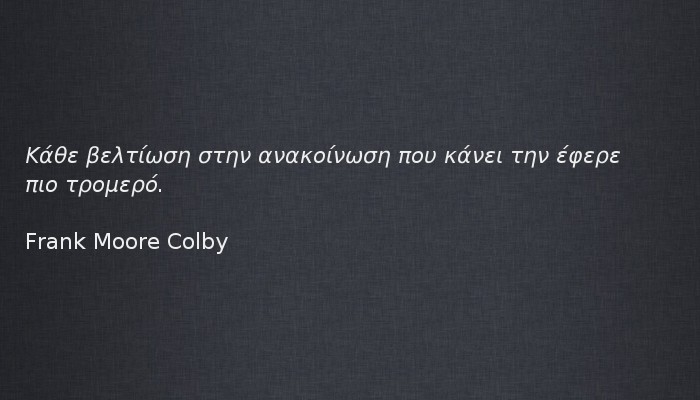 Κάθε βελτίωση στην ανακοίνωση που κάνει την έφερε
πιο τρομερό.
Frank Moore Colby